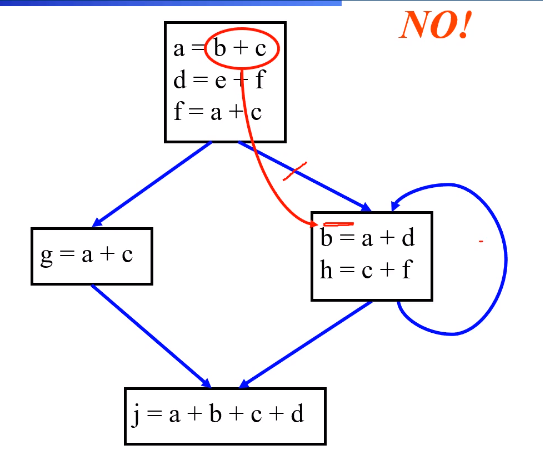 NO!
a = b + c
d = e + f
f = a + c
b = a + d
h = c + f
g = a + c
j = a + b + c + d